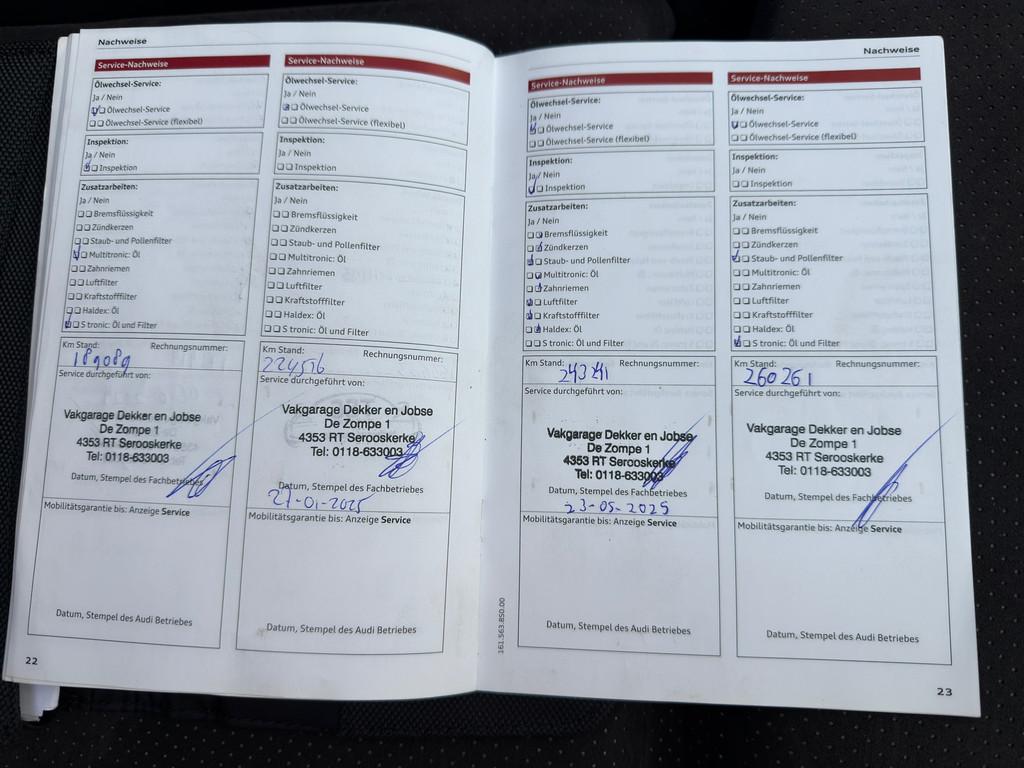 Nachweise
Service-Nachweise
Ölwechsel-Service:
Ja / Nein
Ölwechsel-Service
Ölwechsel-Service (flexibel)
Inspektion:
Ja / Nein
Inspektion
Zusatzarbeiten:
Ja / Nein
Bremsflüssigkeit
Zündkerzen
Staub- und Pollenfilter
Multitronic: Öl
Zahnriemen
Luftfilter
Kraftstofffilter
Haldex: Öl
S tronic: Öl und Filter
Km Stand: Rechnungsnummer:
189089
Service durchgeführt von:
Vakgarage Dekker en Jobse
De Zompe 1
4353 RT Serooskerke
Tel: 0118-633003
Datum, Stempel des Fachbetriebes
Mobilitätsgarantie bis: Anzeige Service
Datum, Stempel des Audi Betriebes
22
Service-Nachweise
Ölwechsel-Service:
Ja / Nein
Ölwechsel-Service
Ölwechsel-Service (flexibel)
Inspektion:
Ja / Nein
Inspektion
Zusatzarbeiten:
Ja / Nein
Bremsflüssigkeit
Zündkerzen
Staub- und Pollenfilter
Multitronic: Öl
Zahnriemen
Luftfilter
Kraftstofffilter
Haldex: Öl
S tronic: Öl und Filter
Km Stand: Rechnungsnummer:
224516
Service durchgeführt von:
Vakgarage Dekker en Jobse
De Zompe 1
4353 RT Serooskerke
Tel: 0118-633003
Datum, Stempel des Fachbetriebes
27-01-2025
Mobilitätsgarantie bis: Anzeige Service
Datum, Stempel des Audi Betriebes
Nachweise
Service-Nachweise
Ölwechsel-Service:
Ja / Nein
Ölwechsel-Service
Ölwechsel-Service (flexibel)
Inspektion:
Ja / Nein
Inspektion
Zusatzarbeiten:
Ja / Nein
Bremsflüssigkeit
Zündkerzen
Staub- und Pollenfilter
Multitronic: Öl
Zahnriemen
Luftfilter
Kraftstofffilter
Haldex: Öl
S tronic: Öl und Filter
Km Stand: Rechnungsnummer:
Service durchgeführt von:
Vakgarage Dekker en Jobse
De Zompe 1
4353 RT Serooskerke
Tel: 0118-633003
Datum, Stempel des Fachbetriebes
23-05-2025
Mobilitätsgarantie bis: Anzeige Service
Datum, Stempel des Audi Betriebes
161.563.850.00
Service-Nachweise
Ölwechsel-Service:
Ja / Nein
Ölwechsel-Service
Ölwechsel-Service (flexibel)
Inspektion:
Ja / Nein
Inspektion
Zusatzarbeiten:
Ja / Nein
Bremsflüssigkeit
Zündkerzen
Staub- und Pollenfilter
Multitronic: Öl
Zahnriemen
Luftfilter
Kraftstofffilter
Haldex: Öl
S tronic: Öl und Filter
Km Stand: Rechnungsnummer:
260261
Service durchgeführt von:
Vakgarage Dekker en Jobse
De Zompe 1
4353 RT Serooskerke
Tel: 0118-633003
Datum, Stempel des Fachbetriebes
Mobilitätsgarantie bis: Anzeige Service
Datum, Stempel des Audi Betriebes
23